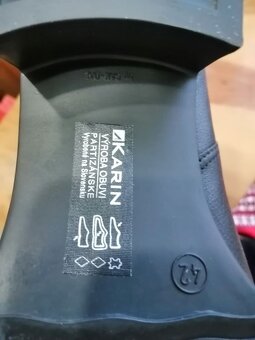 KARIN
VÝROBA OBUVI
PARTIZÁNSKE
Vyrobené na Slovensku
42